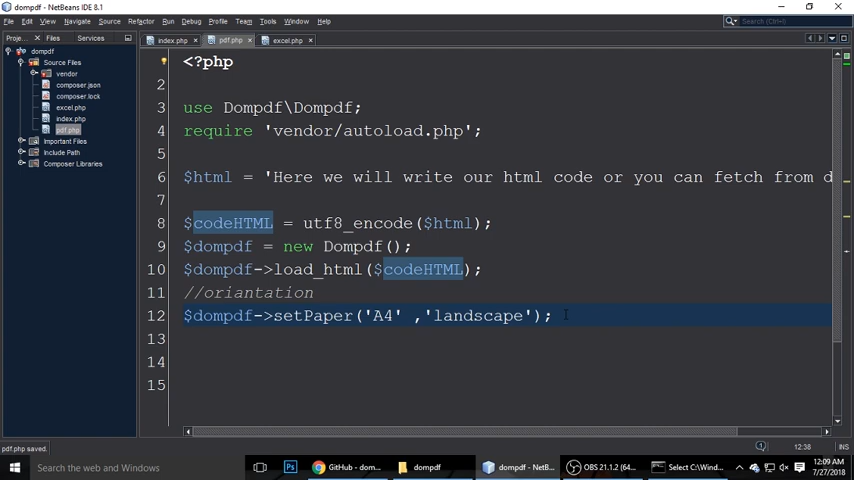 dompdf - NetBeans IDE 8.1
File Edit View Navigate Source Refactor Run Debug Profile Team Tools Window Help
Search (Ctrl+I)
Proje... Files Services
index.php pdf.php excel.php
dompdf
Source Files
vendor
composer.json
composer.lock
excel.php
index.php
pdf.php
Important Files
Include Path
Composer Libraries
<?php
2
3 use Dompdf\Dompdf;
4 require 'vendor/autoload.php';
5
6 $html = 'Here we will write our html code or you can fetch from d
7
8 $codeHTML = utf8_encode($html);
9 $dompdf = new Dompdf();
10 $dompdf->load_html($codeHTML);
11 //oriantation
12 $dompdf->setPaper('A4' ,'landscape');
13
14
15
pdf.php saved.
1 12:38 INS
Search the web and Windows
Ps
GitHub - dom...
dompdf
dompdf - NetB...
OBS 21.1.2 (64...
Select C:\Wind...
12:09 AM
7/27/2018